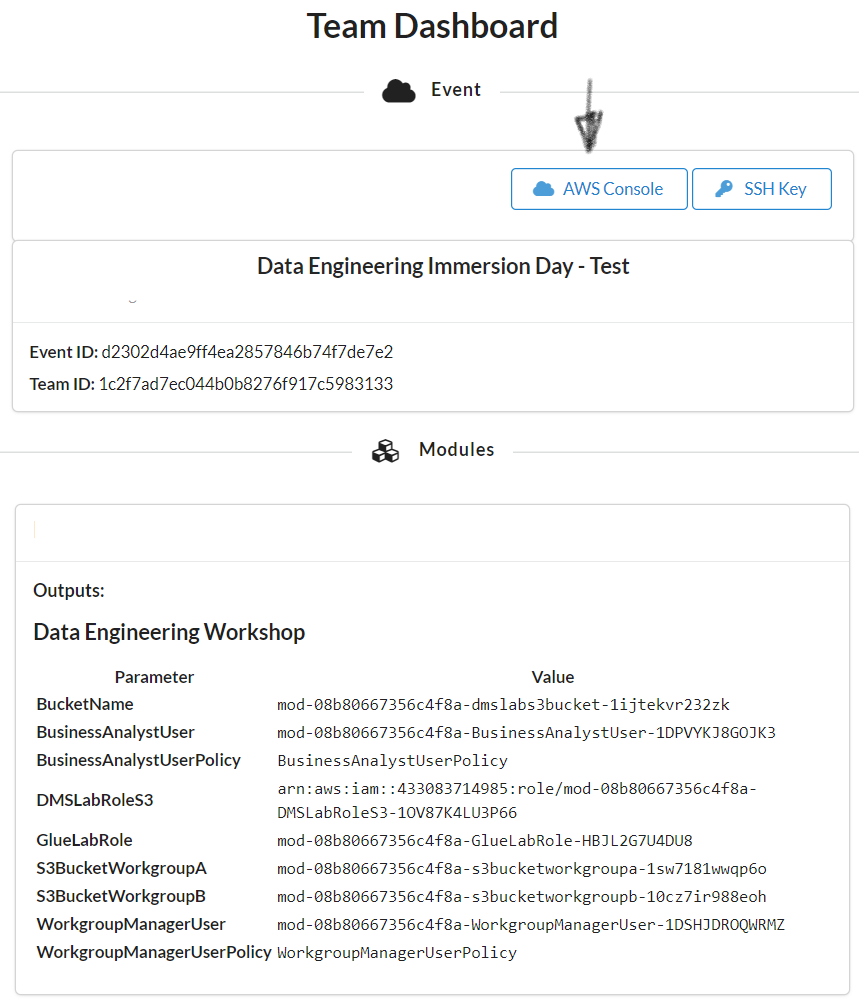 Team Dashboard
Event
AWS Console
SSH Key
Data Engineering Immersion Day - Test
Event ID: d2302d4ae9ff4ea2857846b74f7de7e2
Team ID: 1c2f7ad7ec044b0b8276f917c5983133
Modules
Outputs:
Data Engineering Workshop
Parameter Value
BucketName mod-08b80667356c4f8a-dmslabs3bucket-1ijtekvr232zk
BusinessAnalystUser mod-08b80667356c4f8a-BusinessAnalystUser-1DPVYKJ8GOJK3
BusinessAnalystUserPolicy BusinessAnalystUserPolicy
DMSLabRoleS3 arn:aws:iam::433083714985:role/mod-08b80667356c4f8a-
DMSLabRoleS3-1OV87K4LU3P66
GlueLabRole mod-08b80667356c4f8a-GlueLabRole-HBJL2G7U4DU8
S3BucketWorkgroupA mod-08b80667356c4f8a-s3bucketworkgroupa-1sw7181wwqp6o
S3BucketWorkgroupB mod-08b80667356c4f8a-s3bucketworkgroupb-10cz7ir988eoh
WorkgroupManagerUser mod-08b80667356c4f8a-WorkgroupManagerUser-1DSHJDROQWRMZ
WorkgroupManagerUserPolicy WorkgroupManagerUserPolicy